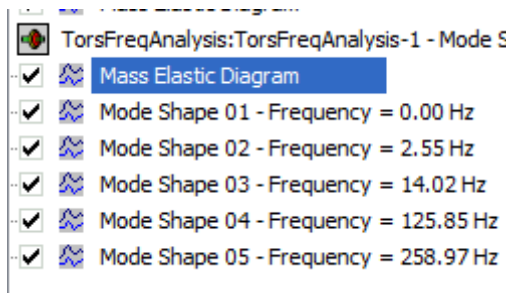 TorsFreqAnalysis:TorsFreqAnalysis-1 - Mode
Mass Elastic Diagram
Mode Shape 01 - Frequency = 0.00 Hz
Mode Shape 02 - Frequency = 2.55 Hz
Mode Shape 03 - Frequency = 14.02 Hz
Mode Shape 04 - Frequency = 125.85 Hz
Mode Shape 05 - Frequency = 258.97 Hz